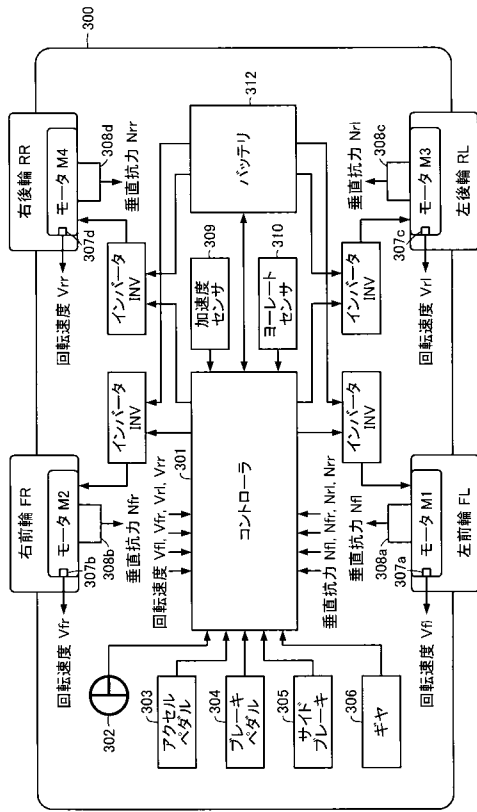 300
右前輪 FR
モータ M2
307b
308b
回転速度 Vfr
垂直抗力 Nfr
右後輪 RR
モータ M4
307d
308d
回転速度 Vrr
垂直抗力 Nrr
インバータ
INV
インバータ
INV
302
303
アクセル
ペダル
304
ブレーキ
ペダル
305
サイド
ブレーキ
306
ギヤ
回転速度 Vfl, Vfr, Vrl, Vrr
301
コントローラ
垂直抗力 Nfl, Nfr, Nrl, Nrr
309
加速度
センサ
310
ヨーレート
センサ
312
バッテリ
インバータ
INV
インバータ
INV
回転速度 Vfl
垂直抗力 Nfl
308a
307a
モータ M1
左前輪 FL
回転速度 Vrl
垂直抗力 Nrl
308c
307c
モータ M3
左後輪 RL